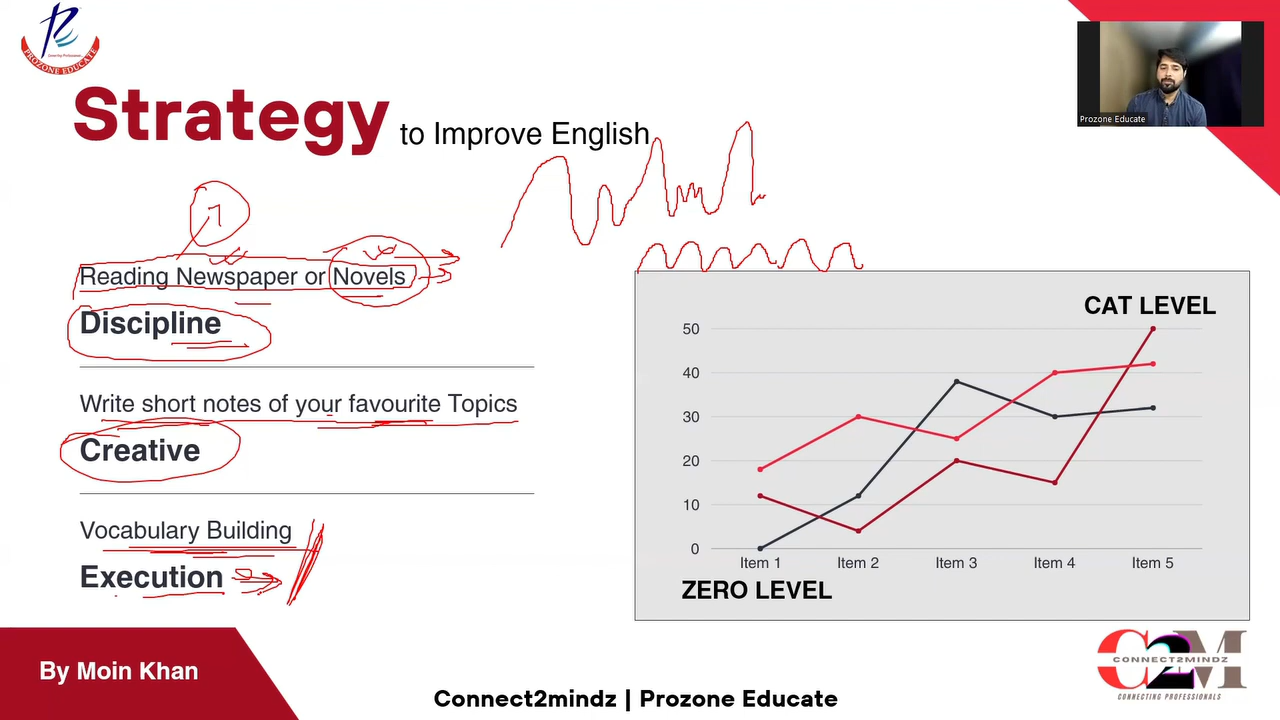 PROZONE EDUCATE
Strategy to Improve English
Prozone Educate
7
Reading Newspaper or Novels
Discipline
Write short notes of your favourite Topics
Creative
Vocabulary Building
Execution
CAT LEVEL
50
40
30
20
10
0
Item 1 Item 2 Item 3 Item 4 Item 5
ZERO LEVEL
By Moin Khan
Connect2mindz | Prozone Educate
C2M
CONNECT2MINDZ
CONNECTING PROFESSIONALS